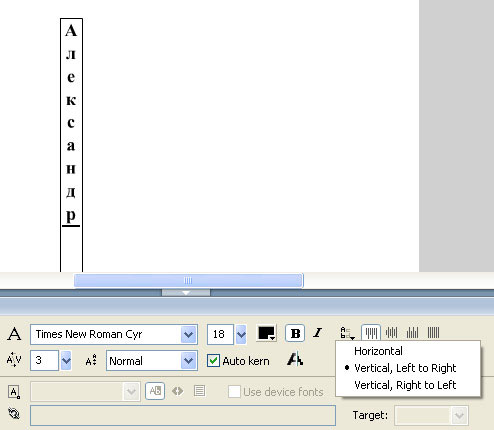 Александр
Times New Roman Cyr
18
B
I
A
A|V
3
Normal
Auto kern
Horizontal
Vertical, Left to Right
Vertical, Right to Left
Use device fonts
Target: